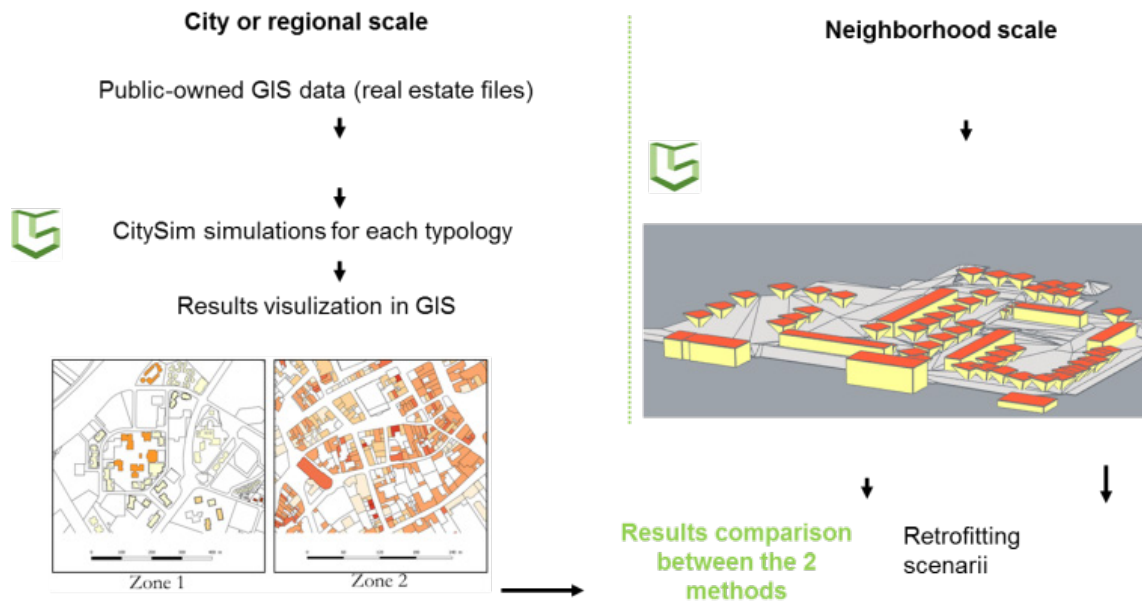 City or regional scale
Public-owned GIS data (real estate files)
CitySim simulations for each typology
Results visulization in GIS
Zone 1
Zone 2
Neighborhood scale
Results comparison
between the 2
methods
Retrofitting
scenarii